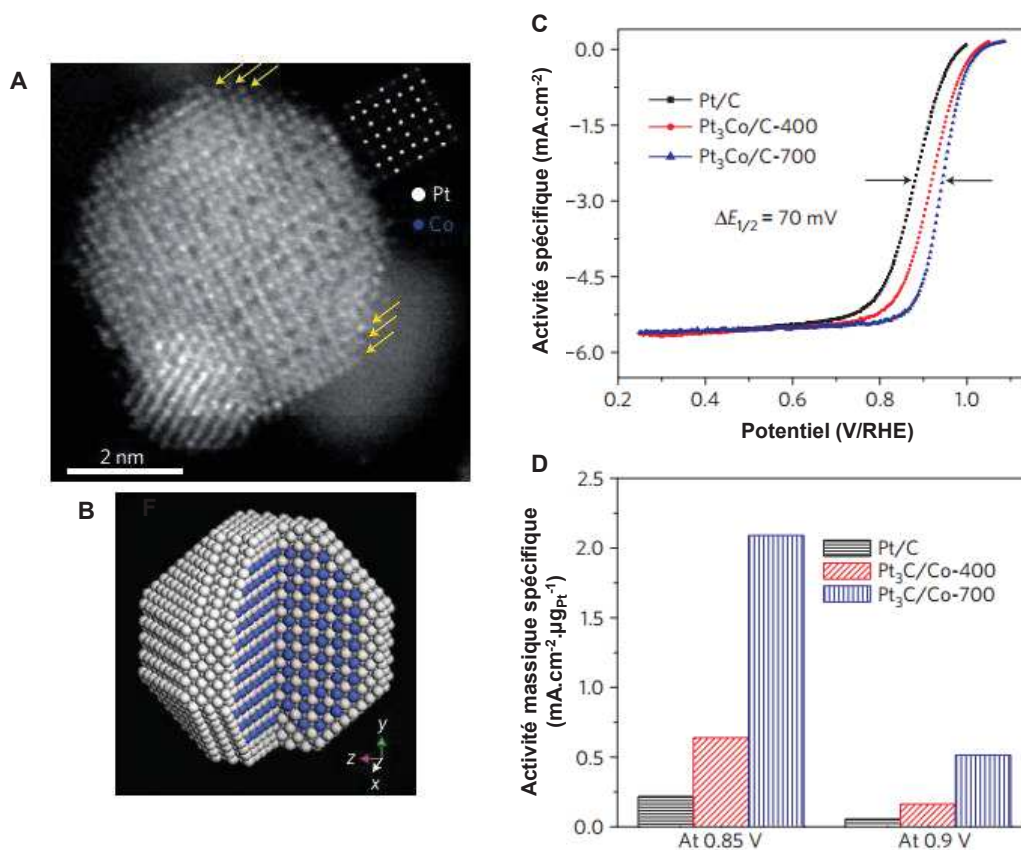 A
Pt
Co
2 nm
B
F
y
z
x
C
Activité spécifique (mA.cm⁻²)
0.0
−1.5
−3.0
−4.5
−6.0
Pt/C
Pt₃Co/C-400
Pt₃Co/C-700
ΔE₁/₂ = 70 mV
0.2 0.4 0.6 0.8 1.0
Potentiel (V/RHE)
D
Activité massique spécifique
(mA.cm⁻².µg_Pt⁻¹)
2.5
2.0
1.5
1.0
0.5
0.0
Pt/C
Pt₃C/Co-400
Pt₃C/Co-700
At 0.85 V At 0.9 V